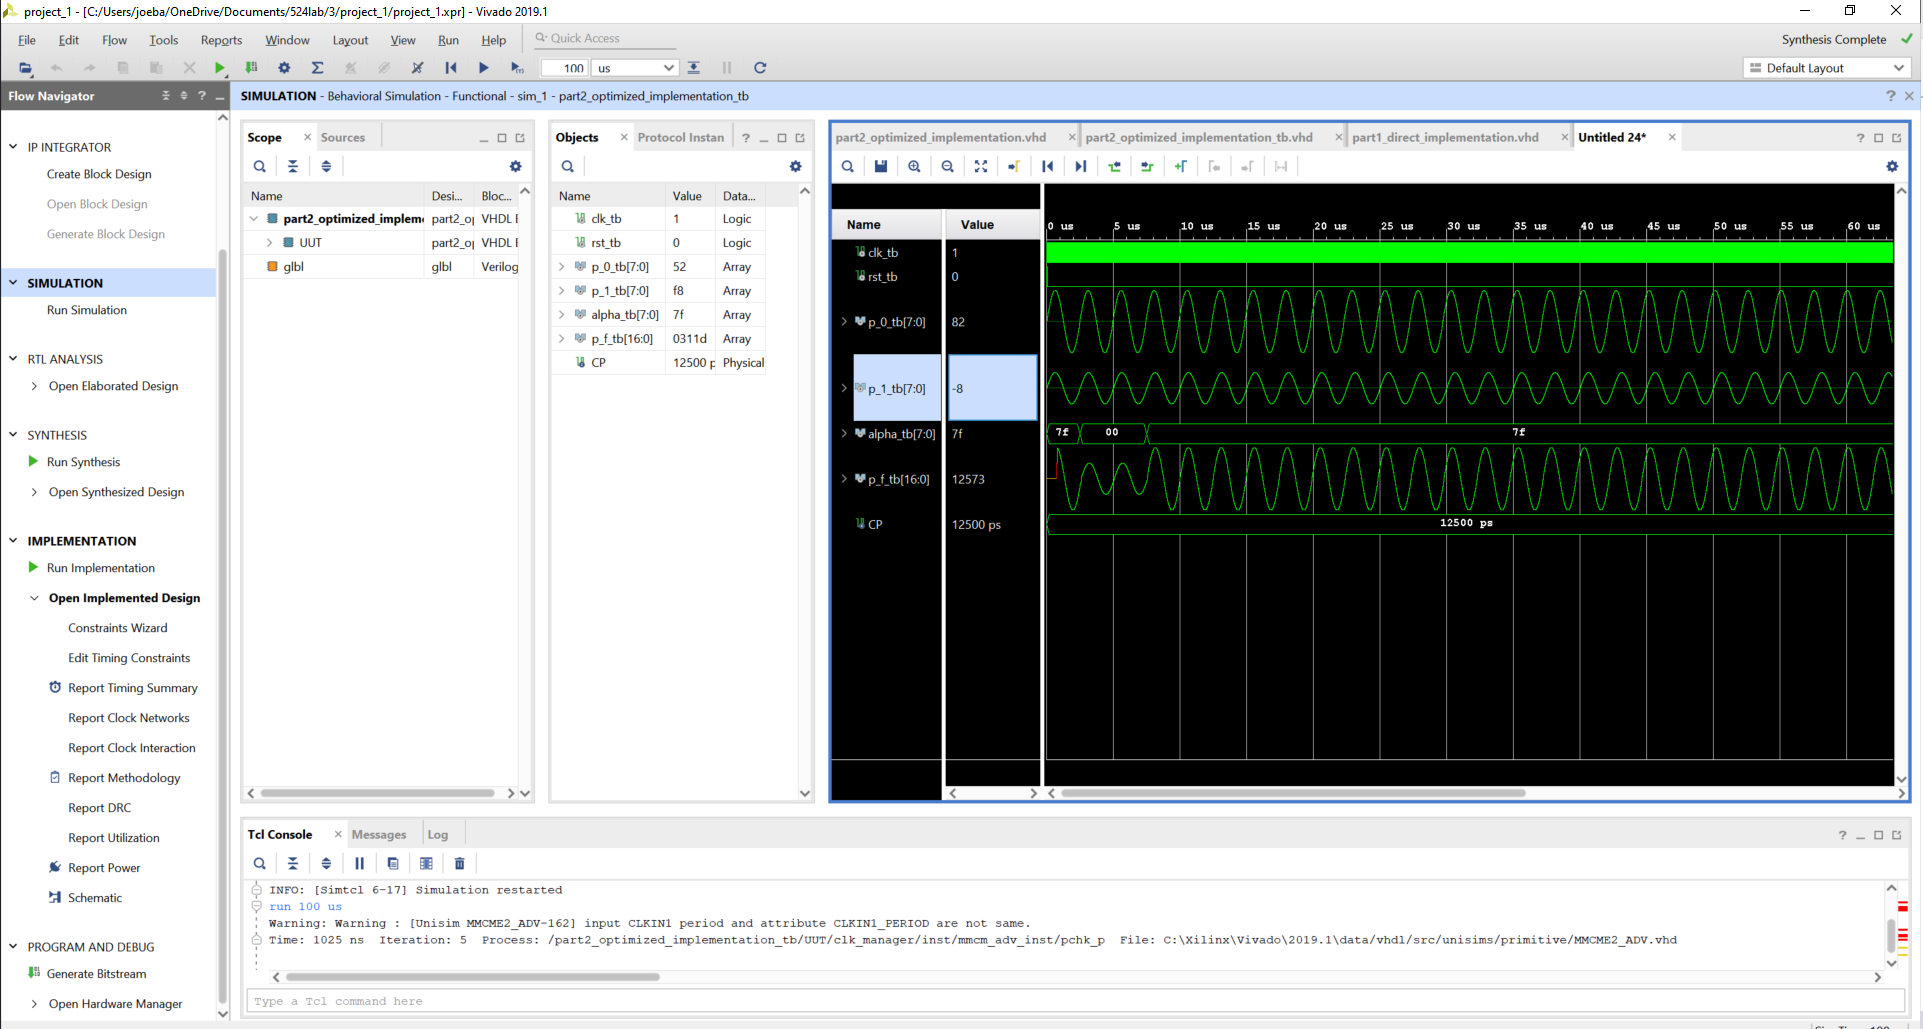 project_1 - [C:/Users/joeba/OneDrive/Documents/524lab/3/project_1/project_1.xpr] - Vivado 2019.1
File Edit Flow Tools Reports Window Layout View Run Help Quick Access
Synthesis Complete
100 us
Default Layout
Flow Navigator
SIMULATION - Behavioral Simulation - Functional - sim_1 - part2_optimized_implementation_tb
IP INTEGRATOR
Create Block Design
Open Block Design
Generate Block Design
SIMULATION
Run Simulation
RTL ANALYSIS
Open Elaborated Design
SYNTHESIS
Run Synthesis
Open Synthesized Design
IMPLEMENTATION
Run Implementation
Open Implemented Design
Constraints Wizard
Edit Timing Constraints
Report Timing Summary
Report Clock Networks
Report Clock Interaction
Report Methodology
Report DRC
Report Utilization
Report Power
Schematic
PROGRAM AND DEBUG
Generate Bitstream
Open Hardware Manager
Scope Sources
Name Desi... Bloc...
part2_optimized_implem part2_o VHDL
UUT part2_o VHDL
glbl glbl Verilog
Objects Protocol Instan
Name Value Data...
clk_tb 1 Logic
rst_tb 0 Logic
p_0_tb[7:0] 52 Array
p_1_tb[7:0] f8 Array
alpha_tb[7:0] 7f Array
p_f_tb[16:0] 0311d Array
CP 12500 p Physical
part2_optimized_implementation.vhd part2_optimized_implementation_tb.vhd part1_direct_implementation.vhd Untitled 24*
Name Value
0 us 5 us 10 us 15 us 20 us 25 us 30 us 35 us 40 us 45 us 50 us 55 us 60 us
clk_tb 1
rst_tb 0
p_0_tb[7:0] 82
p_1_tb[7:0] -8
alpha_tb[7:0] 7f 7f 00 7f
p_f_tb[16:0] 12573
CP 12500 ps 12500 ps
Tcl Console Messages Log
INFO: [Simtcl 6-17] Simulation restarted
run 100 us
Warning: Warning : [Unisim MMCME2_ADV-162] input CLKIN1 period and attribute CLKIN1_PERIOD are not same.
Time: 1025 ns Iteration: 5 Process: /part2_optimized_implementation_tb/UUT/clk_manager/inst/mmcm_adv_inst/pchk_p File: C:\Xilinx\Vivado\2019.1\data/vhdl/src/unisims/primitive/MMCME2_ADV.vhd
Type a Tcl command here